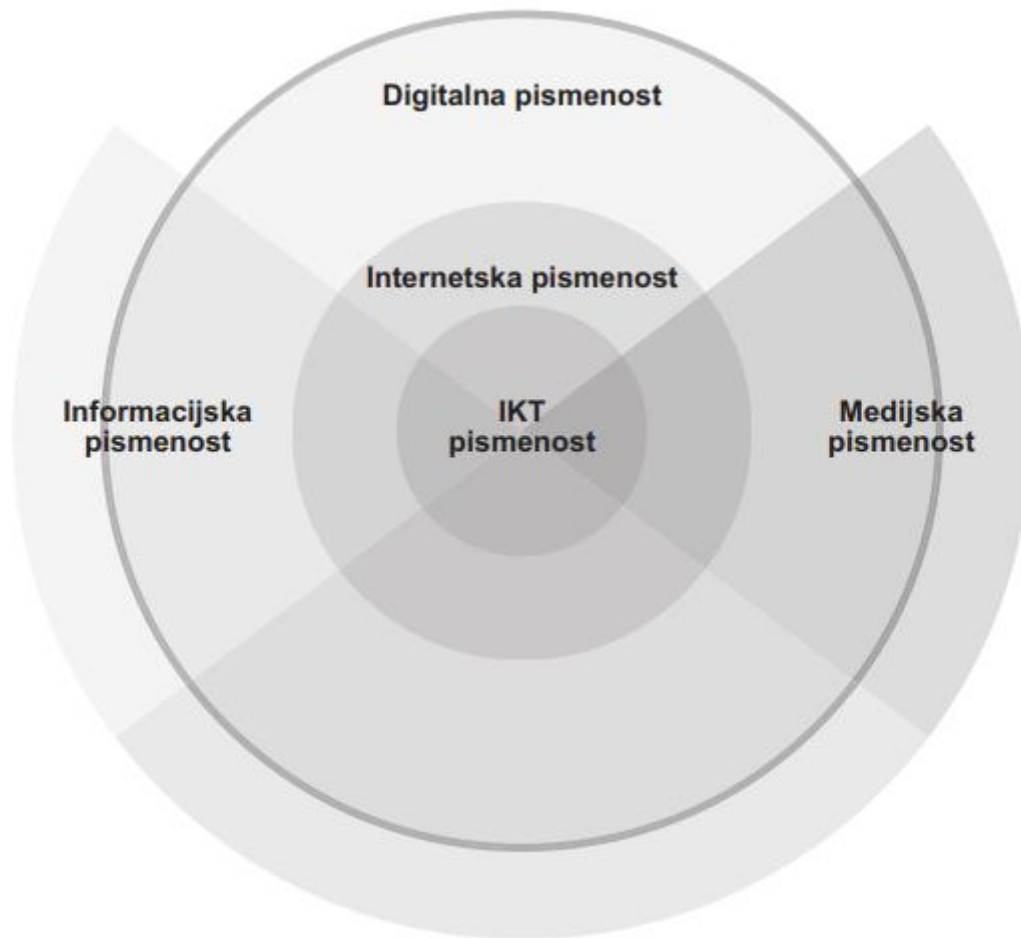 Digitalna pismenost
Internetska pismenost
Informacijska
pismenost
IKT
pismenost
Medijska
pismenost